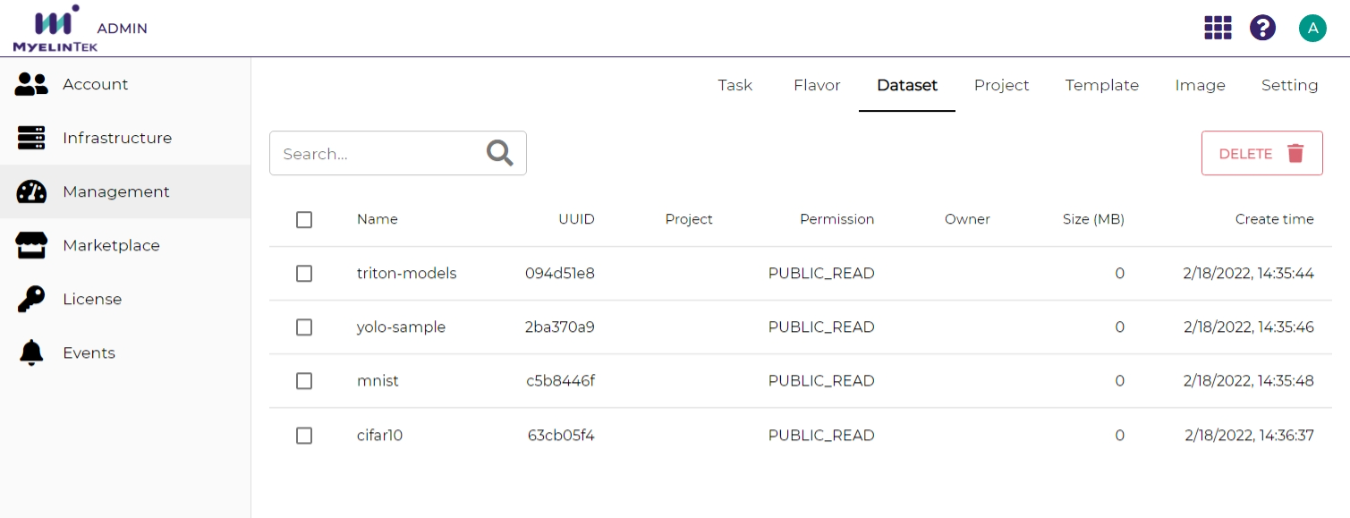 MYELINTEK ADMIN
A
Account
Infrastructure
Management
Marketplace
License
Events
Task Flavor Dataset Project Template Image Setting
Search...
DELETE
Name UUID Project Permission Owner Size (MB) Create time
triton-models 094d51e8 PUBLIC_READ 0 2/18/2022, 14:35:44
yolo-sample 2ba370a9 PUBLIC_READ 0 2/18/2022, 14:35:46
mnist c5b8446f PUBLIC_READ 0 2/18/2022, 14:35:48
cifar10 63cb05f4 PUBLIC_READ 0 2/18/2022, 14:36:37